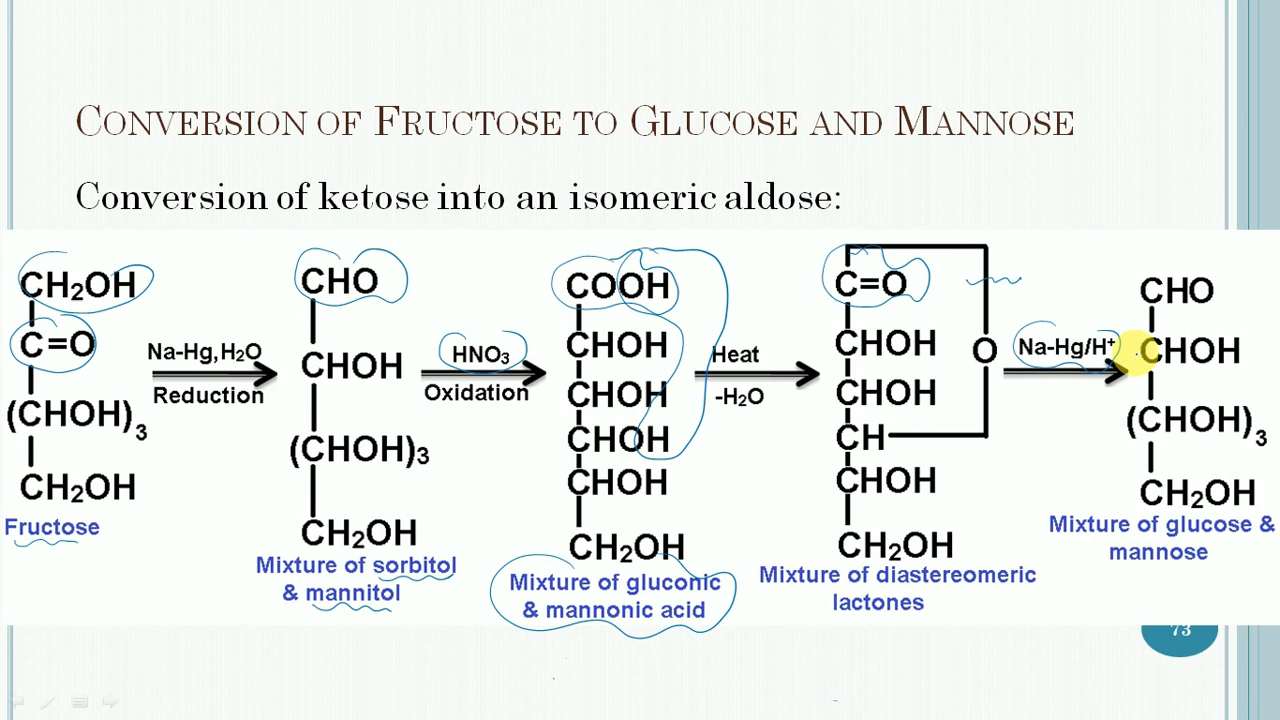 CONVERSION OF FRUCTOSE TO GLUCOSE AND MANNOSE
Conversion of ketose into an isomeric aldose:
CH₂OH
C=O
(CHOH)₃
CH₂OH
Fructose
Na-Hg,H₂O
Reduction
CHO
CHOH
(CHOH)₃
CH₂OH
Mixture of sorbitol
& mannitol
HNO₃
Oxidation
COOH
CHOH
CHOH
CHOH
CHOH
CH₂OH
Mixture of gluconic
& mannonic acid
Heat
-H₂O
C=O
CHOH
CHOH
CH
CHOH
CH₂OH
O
Mixture of diastereomeric
lactones
Na-Hg/H⁺
CHO
CHOH
(CHOH)₃
CH₂OH
Mixture of glucose &
mannose
73